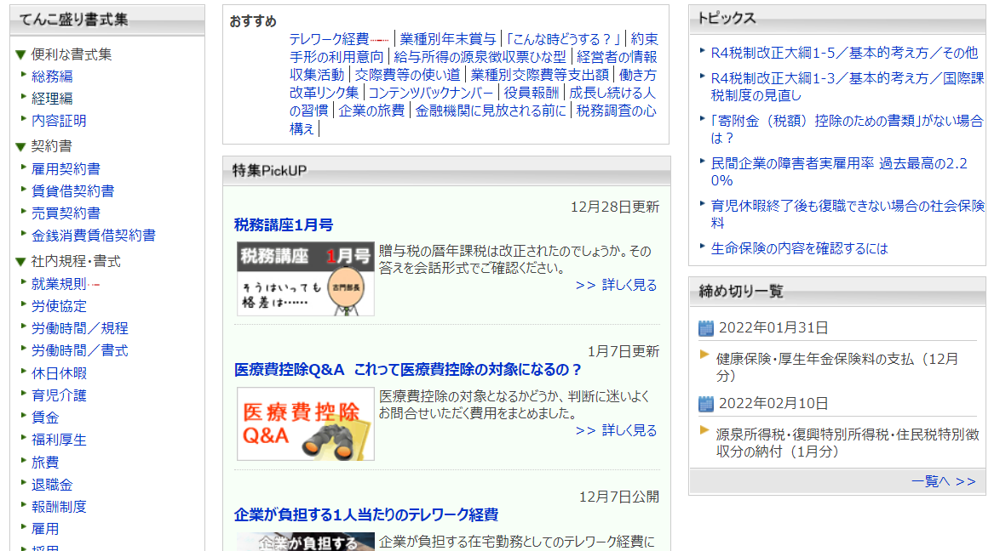 てんこ盛り書式集
便利な書式集
総務編
経理編
内容証明
契約書
雇用契約書
賃貸借契約書
売買契約書
金銭消費賃借契約書
社内規程・書式
就業規則
労使協定
労働時間／規程
労働時間／書式
休日休暇
育児介護
賃金
福利厚生
旅費
退職金
報酬制度
雇用
採用
おすすめ
テレワーク経費 | 業種別年末賞与 | 「こんな時どうする？」 | 約束
手形の利用意向 | 給与所得の源泉徴収票ひな型 | 経営者の情報
収集活動 | 交際費等の使い道 | 業種別交際費等支出額 | 働き方
改革リンク集 | コンテンツバックナンバー | 役員報酬 | 成長し続ける人
の習慣 | 企業の旅費 | 金融機関に見放される前に | 税務調査の心
構え |
特集PickUP
12月28日更新
税務講座1月号
税務講座 1月号
そうはいっても
格差は……
古門部長
贈与税の暦年課税は改正されたのでしょうか。その
答えを会話形式でご確認ください。
>> 詳しく見る
1月7日更新
医療費控除Q&A これって医療費控除の対象になるの？
医療費控除
Q&A
医療費控除の対象となるかどうか、判断に迷いよく
お問合せいただく費用をまとめました。
>> 詳しく見る
12月7日公開
企業が負担する1人当たりのテレワーク経費
企業が負担する
企業が負担する在宅勤務としてのテレワーク経費に
トピックス
R4税制改正大綱1-5／基本的考え方／その他
R4税制改正大綱1-3／基本的考え方／国際課
税制度の見直し
「寄附金（税額）控除のための書類」がない場合
は？
民間企業の障害者実雇用率 過去最高の2.2
0%
育児休暇終了後も復職できない場合の社会保険
料
生命保険の内容を確認するには
締め切り一覧
2022年01月31日
健康保険・厚生年金保険料の支払（12月
分）
2022年02月10日
源泉所得税・復興特別所得税・住民税特別徴
収分の納付（1月分）
一覧へ >>